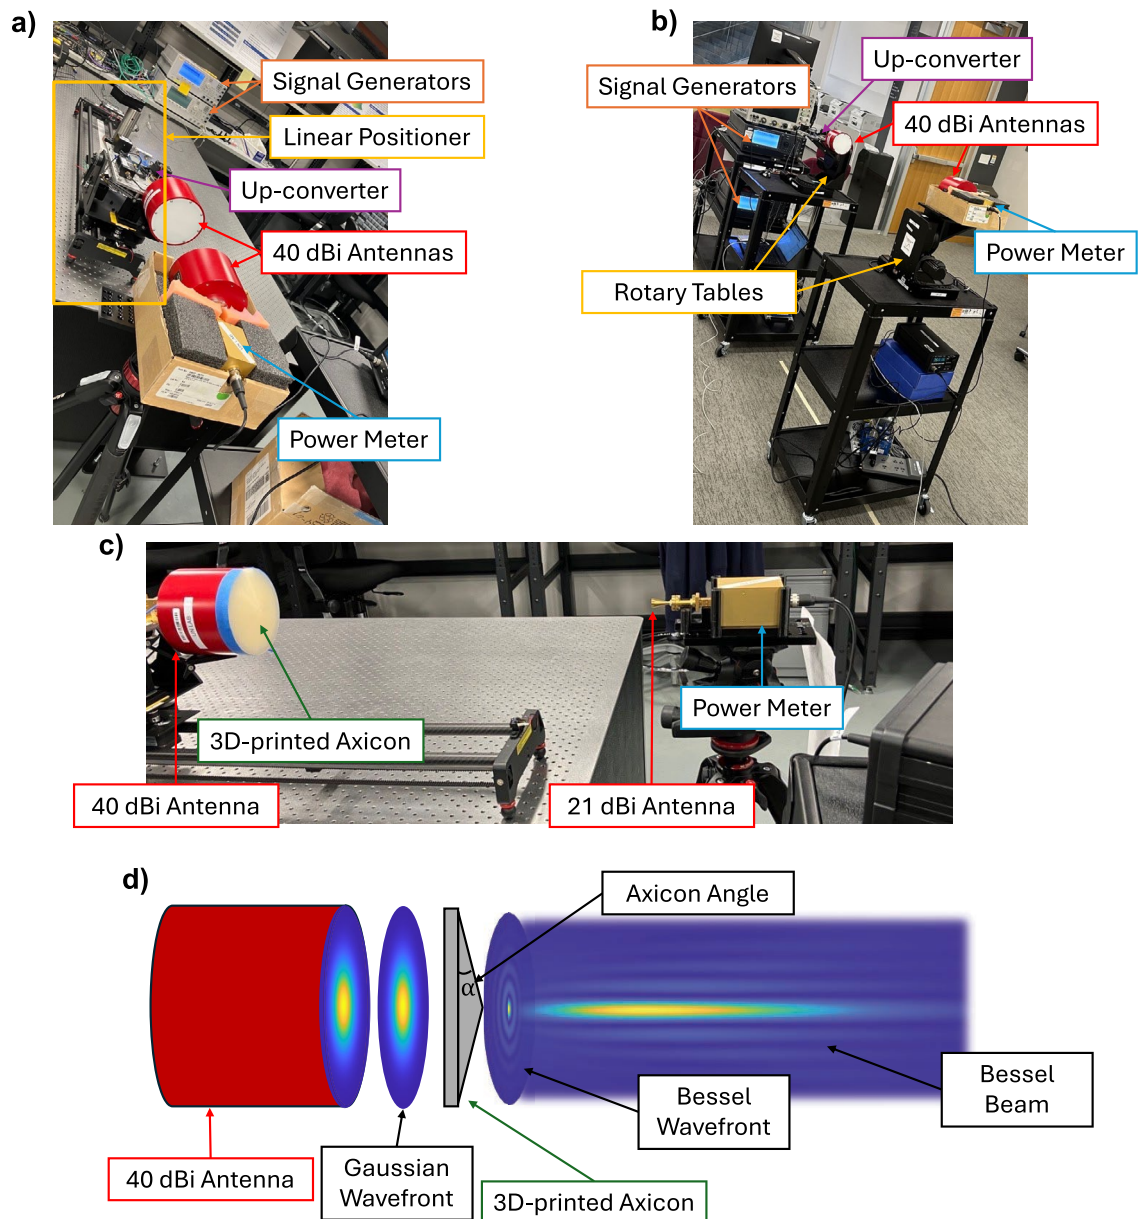 a)
Signal Generators
Linear Positioner
Up-converter
40 dBi Antennas
Power Meter
b)
Up-converter
Signal Generators
40 dBi Antennas
Power Meter
Rotary Tables
c)
3D-printed Axicon
Power Meter
40 dBi Antenna
21 dBi Antenna
d)
Axicon Angle
α
Bessel
Wavefront
Bessel
Beam
40 dBi Antenna
Gaussian
Wavefront
3D-printed Axicon